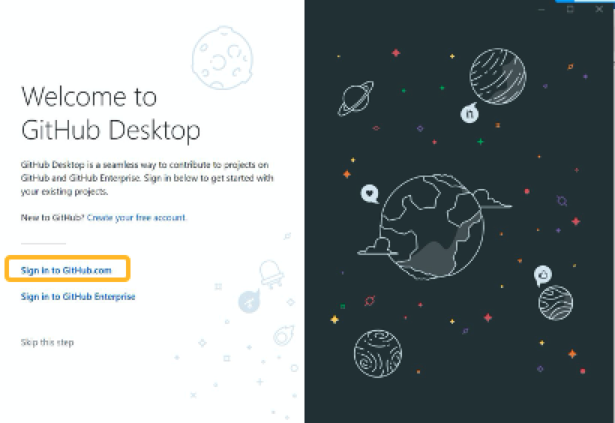 Welcome to
GitHub Desktop
GitHub Desktop is a seamless way to contribute to projects on
GitHub and GitHub Enterprise. Sign in below to get started with
your existing projects.
New to GitHub? Create your free account.
Sign in to GitHub.com
Sign in to GitHub Enterprise
Skip this step